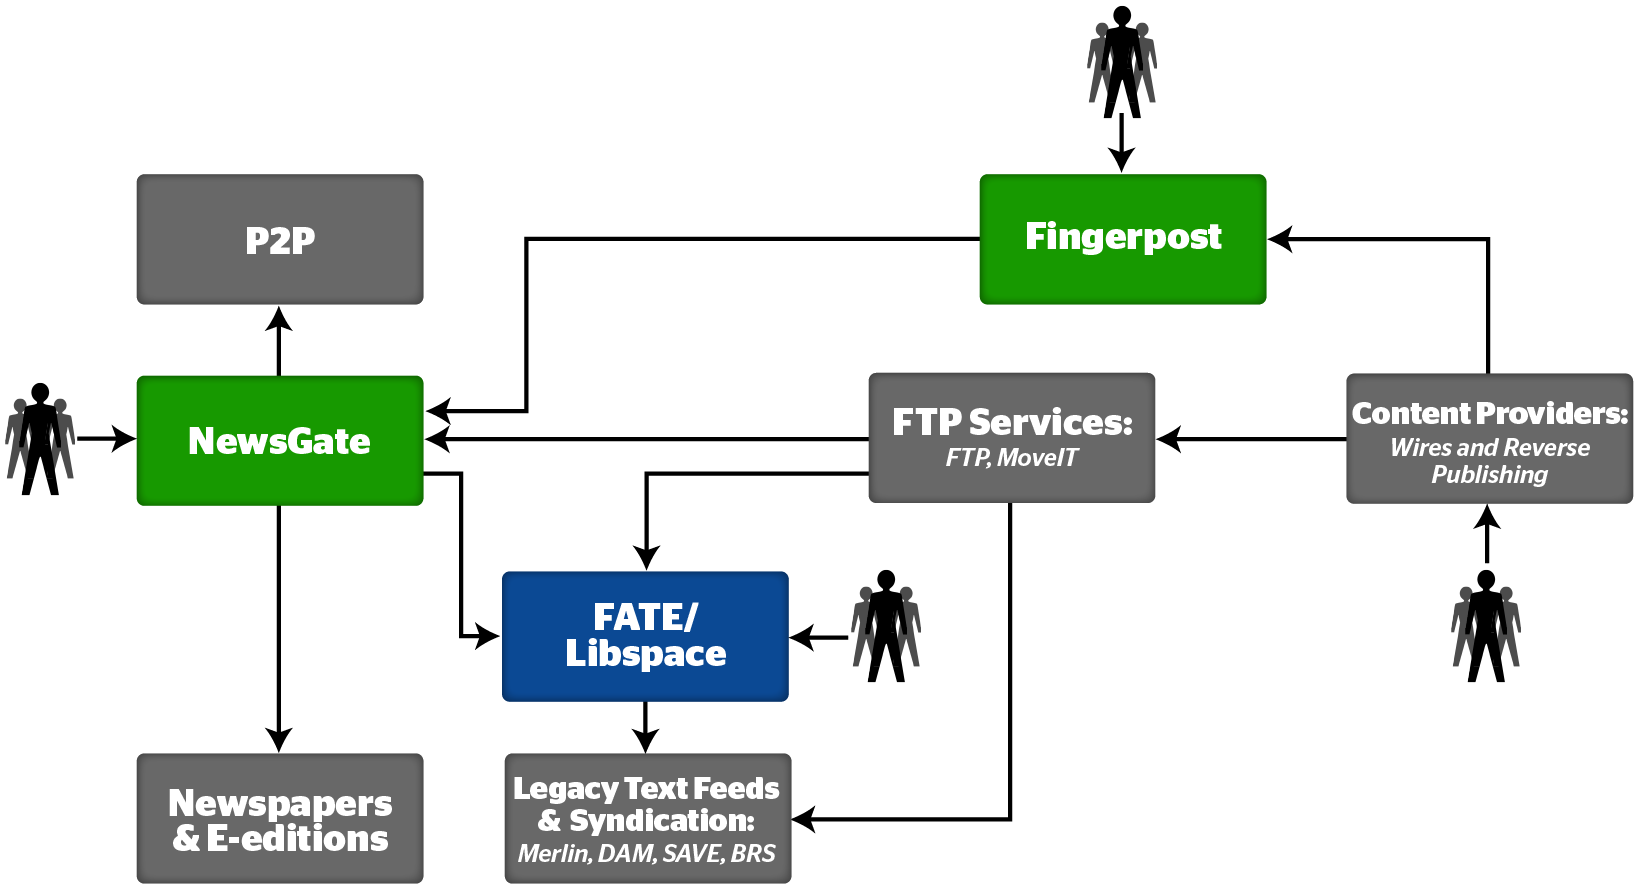 P2P
Fingerpost
NewsGate
FTP Services:
FTP, MoveIT
Content Providers:
Wires and Reverse
Publishing
FATE/
Libspace
Newspapers
& E-editions
Legacy Text Feeds
& Syndication:
Merlin, DAM, SAVE, BRS